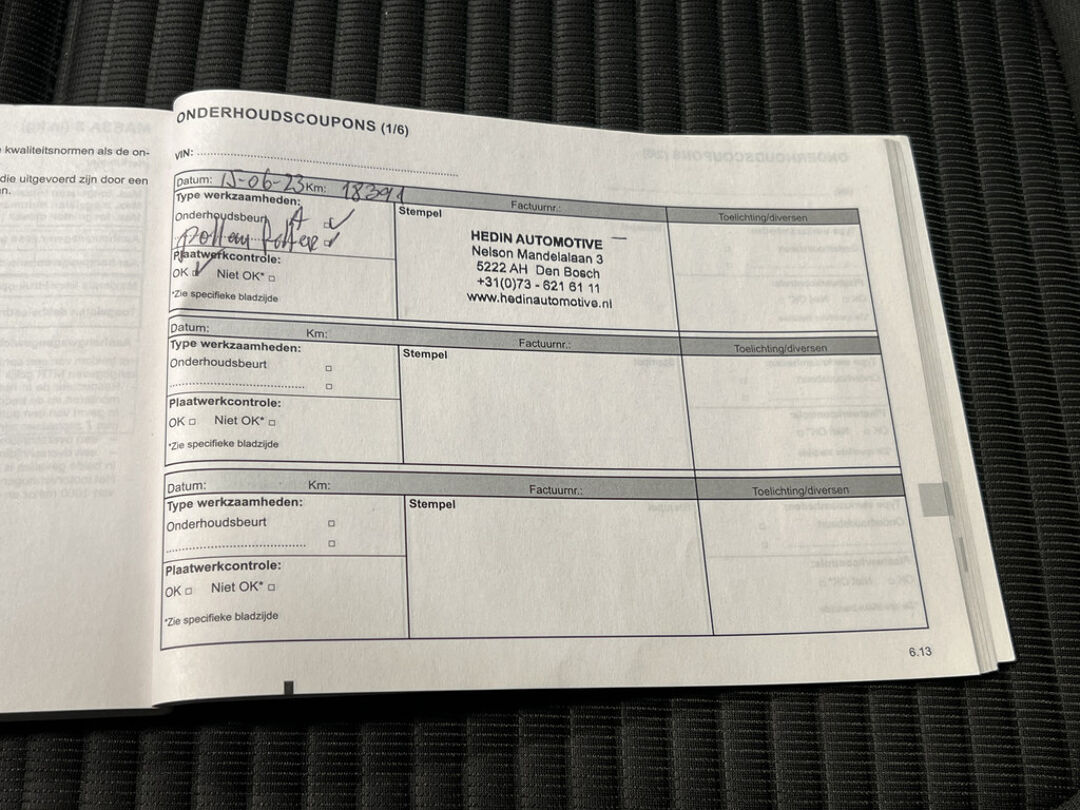 kwaliteitsnormen als de on-
die uitgevoerd zijn door een
n.
ONDERHOUDSCOUPONS (1/6)
VIN:
Datum: 15-06-23 Km: 18391 Factuurnr.: Toelichting/diversen
Type werkzaamheden:
Stempel
Onderhoudsbeurt A
pollen
Plaatwerkcontrole:
OK Niet OK*
*Zie specifieke bladzijde
HEDIN AUTOMOTIVE
Nelson Mandelalaan 3
5222 AH Den Bosch
+31(0)73 - 621 61 11
www.hedinautomotive.nl
Datum: Km: Factuurnr.: Toelichting/diversen
Type werkzaamheden:
Stempel
Onderhoudsbeurt
Plaatwerkcontrole:
OK Niet OK*
*Zie specifieke bladzijde
Datum: Km: Factuurnr.: Toelichting/diversen
Type werkzaamheden:
Stempel
Onderhoudsbeurt
Plaatwerkcontrole:
OK Niet OK*
*Zie specifieke bladzijde
6.13